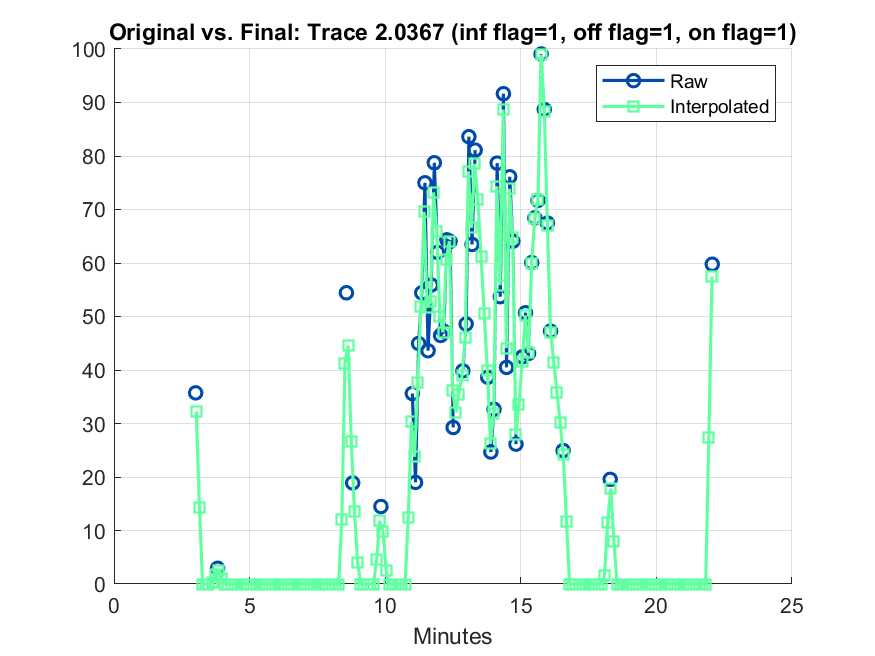 Original vs. Final: Trace 2.0367 (inf flag=1, off flag=1, on flag=1)
100
90
80
70
60
50
40
30
20
10
0
Raw
Interpolated
0 5 10 15 20 25
Minutes